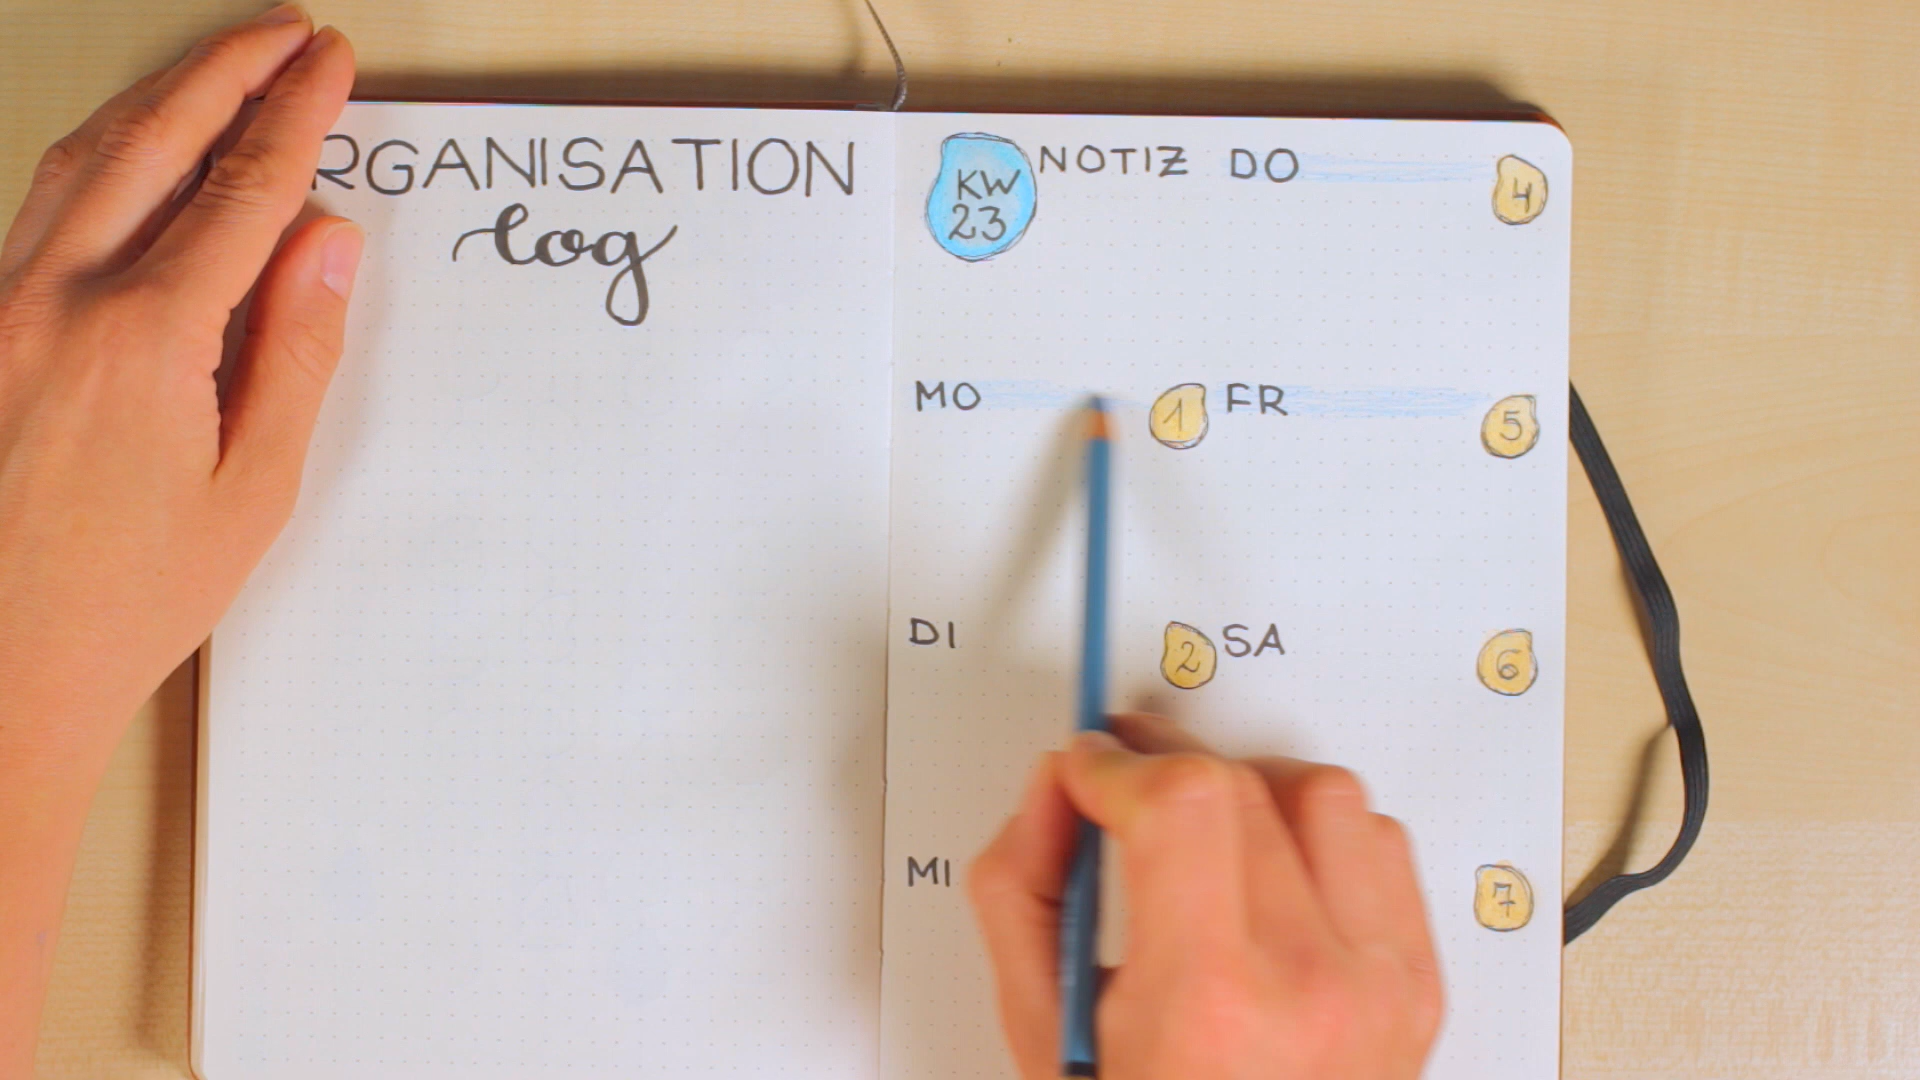 RGANISATION
log
KW
23
NOTIZ
MO 1
DI 2
MI
DO 4
FR 5
SA 6
7